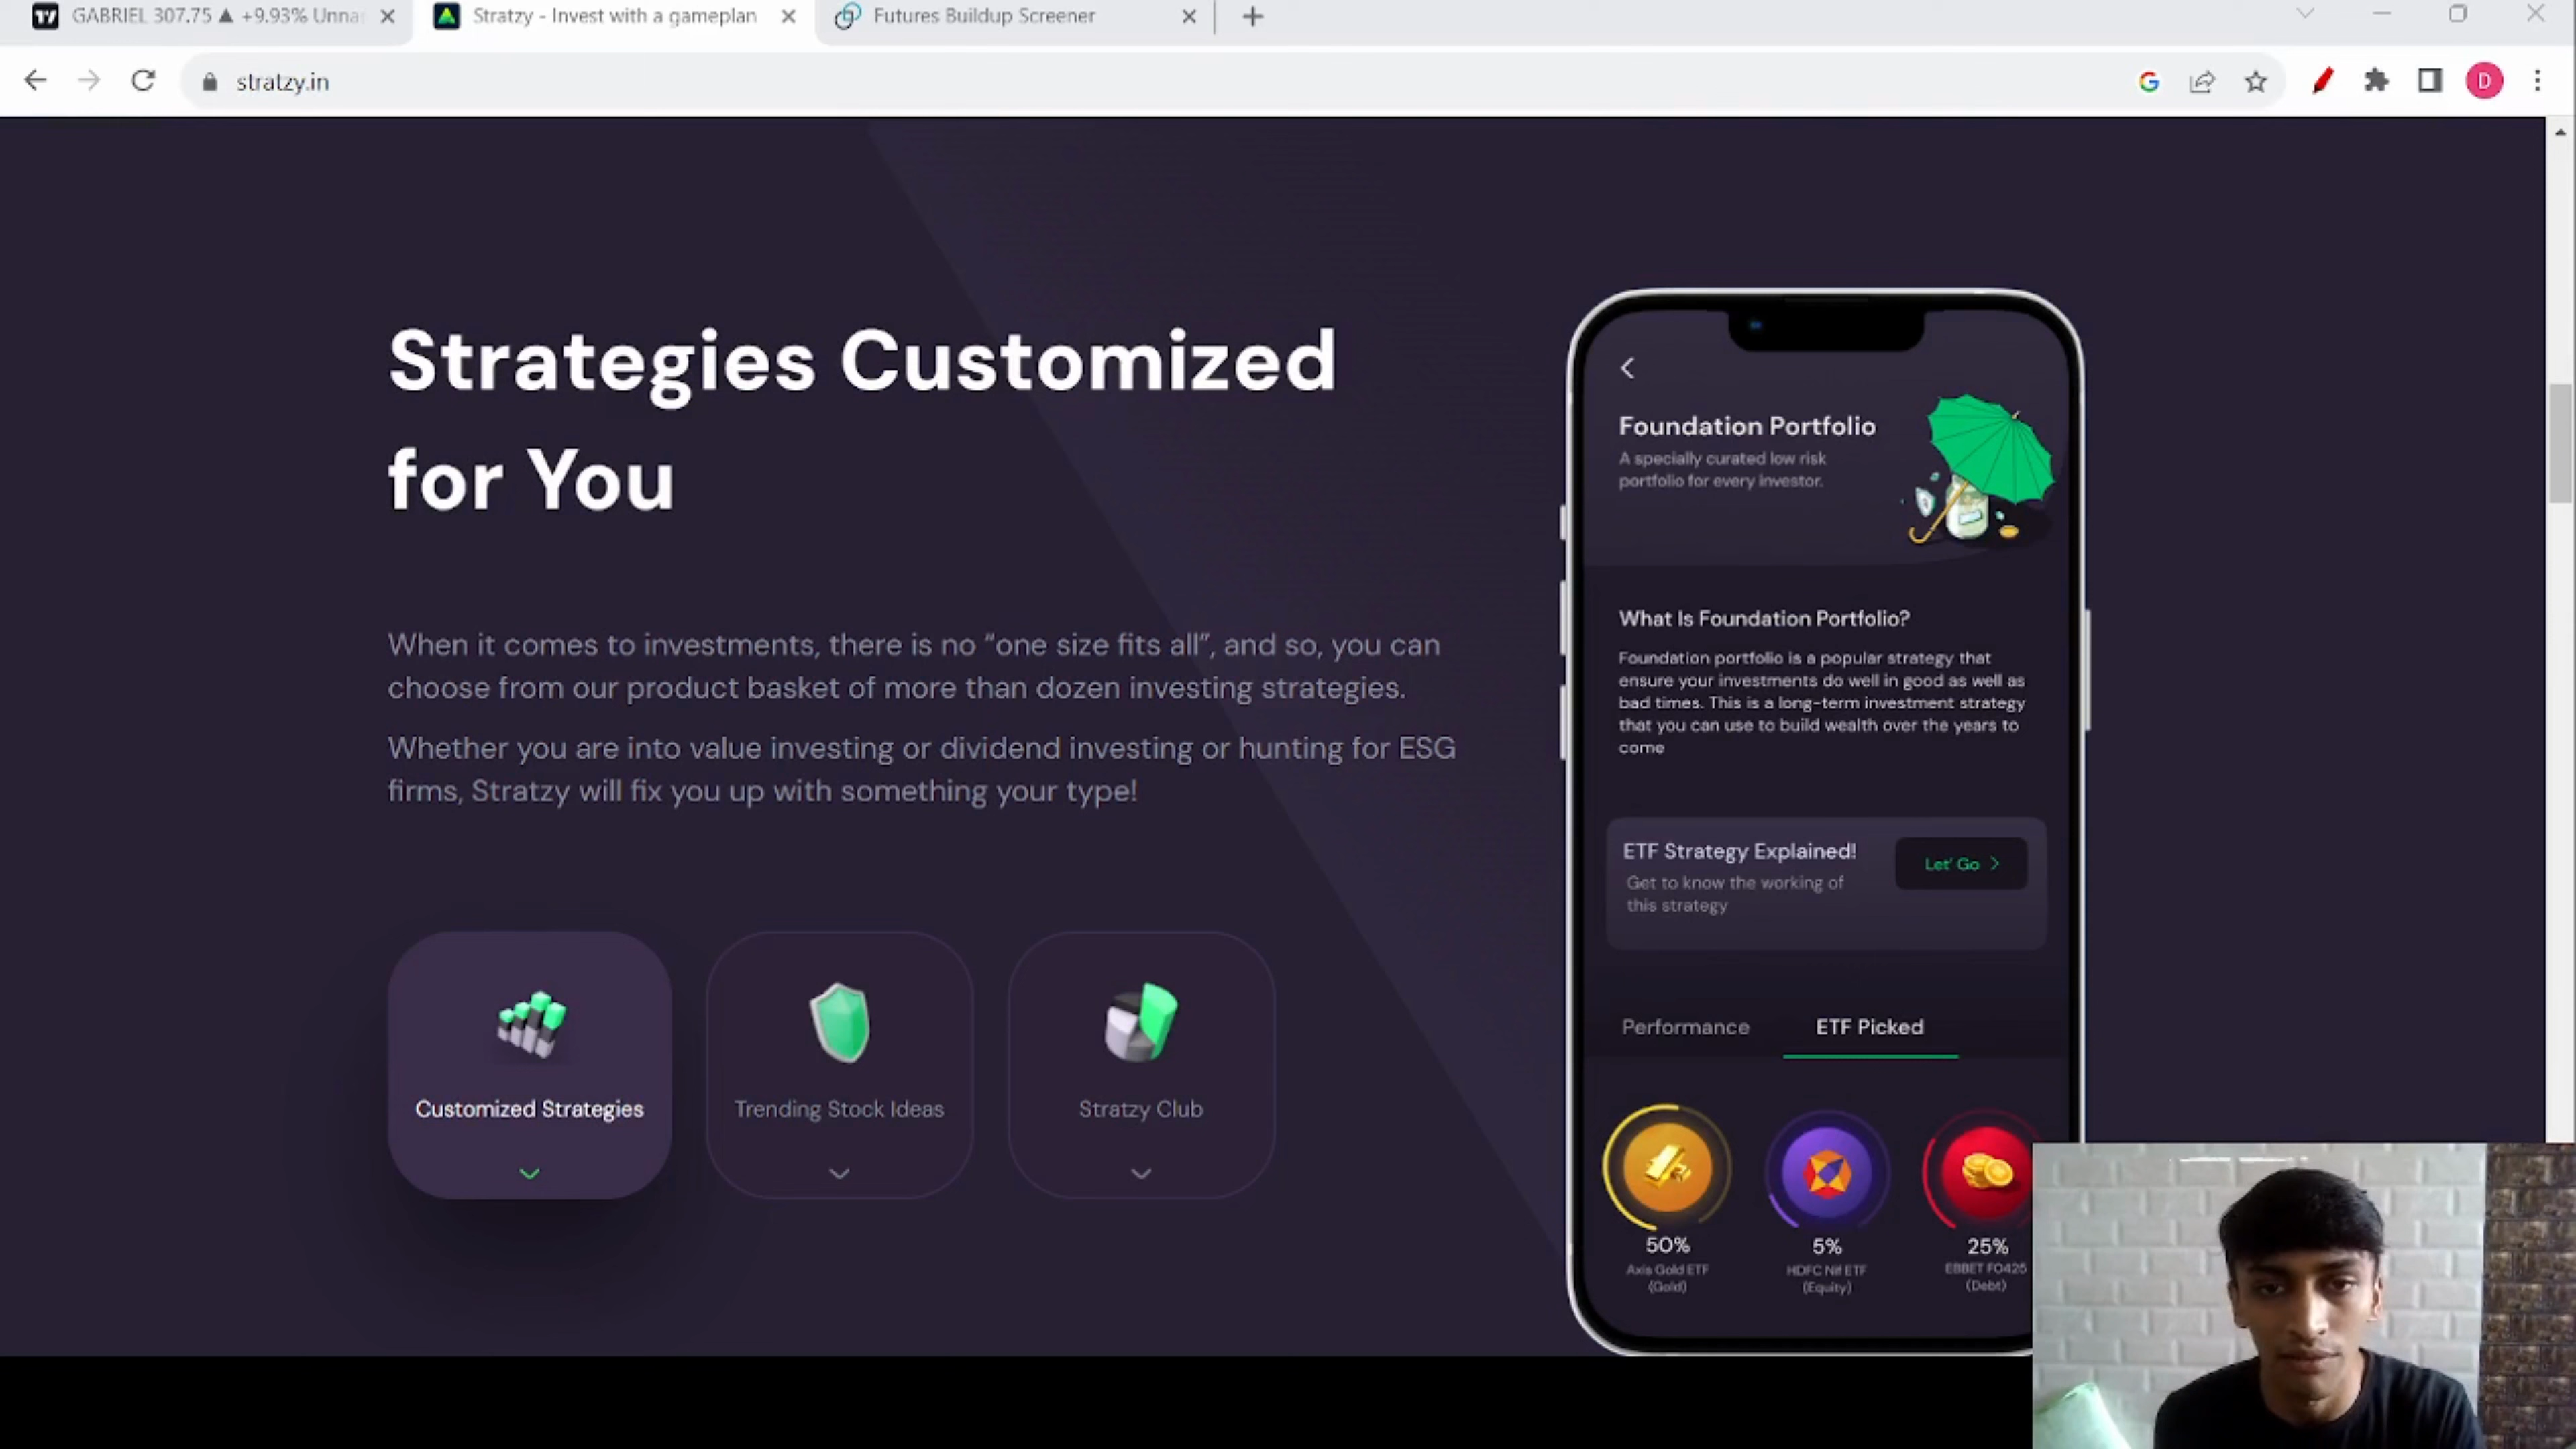 GABRIEL 307.75 ▲ +9.93% Unna
Stratzy - Invest with a gameplan
Futures Buildup Screener
stratzy.in
D
Strategies Customized
for You
When it comes to investments, there is no “one size fits all”, and so, you can
choose from our product basket of more than dozen investing strategies.
Whether you are into value investing or dividend investing or hunting for ESG
firms, Stratzy will fix you up with something your type!
Customized Strategies
Trending Stock Ideas
Stratzy Club
Foundation Portfolio
A specially curated low risk
portfolio for every investor.
What Is Foundation Portfolio?
Foundation portfolio is a popular strategy that
ensure your investments do well in good as well as
bad times. This is a long-term investment strategy
that you can use to build wealth over the years to
come
ETF Strategy Explained!
Let' Go >
Get to know the working of
this strategy
Performance
ETF Picked
50%
Axis Gold ETF
(Gold)
5%
HDFC Nif ETF
(Equity)
25%
EBBET FO425
(Debt)